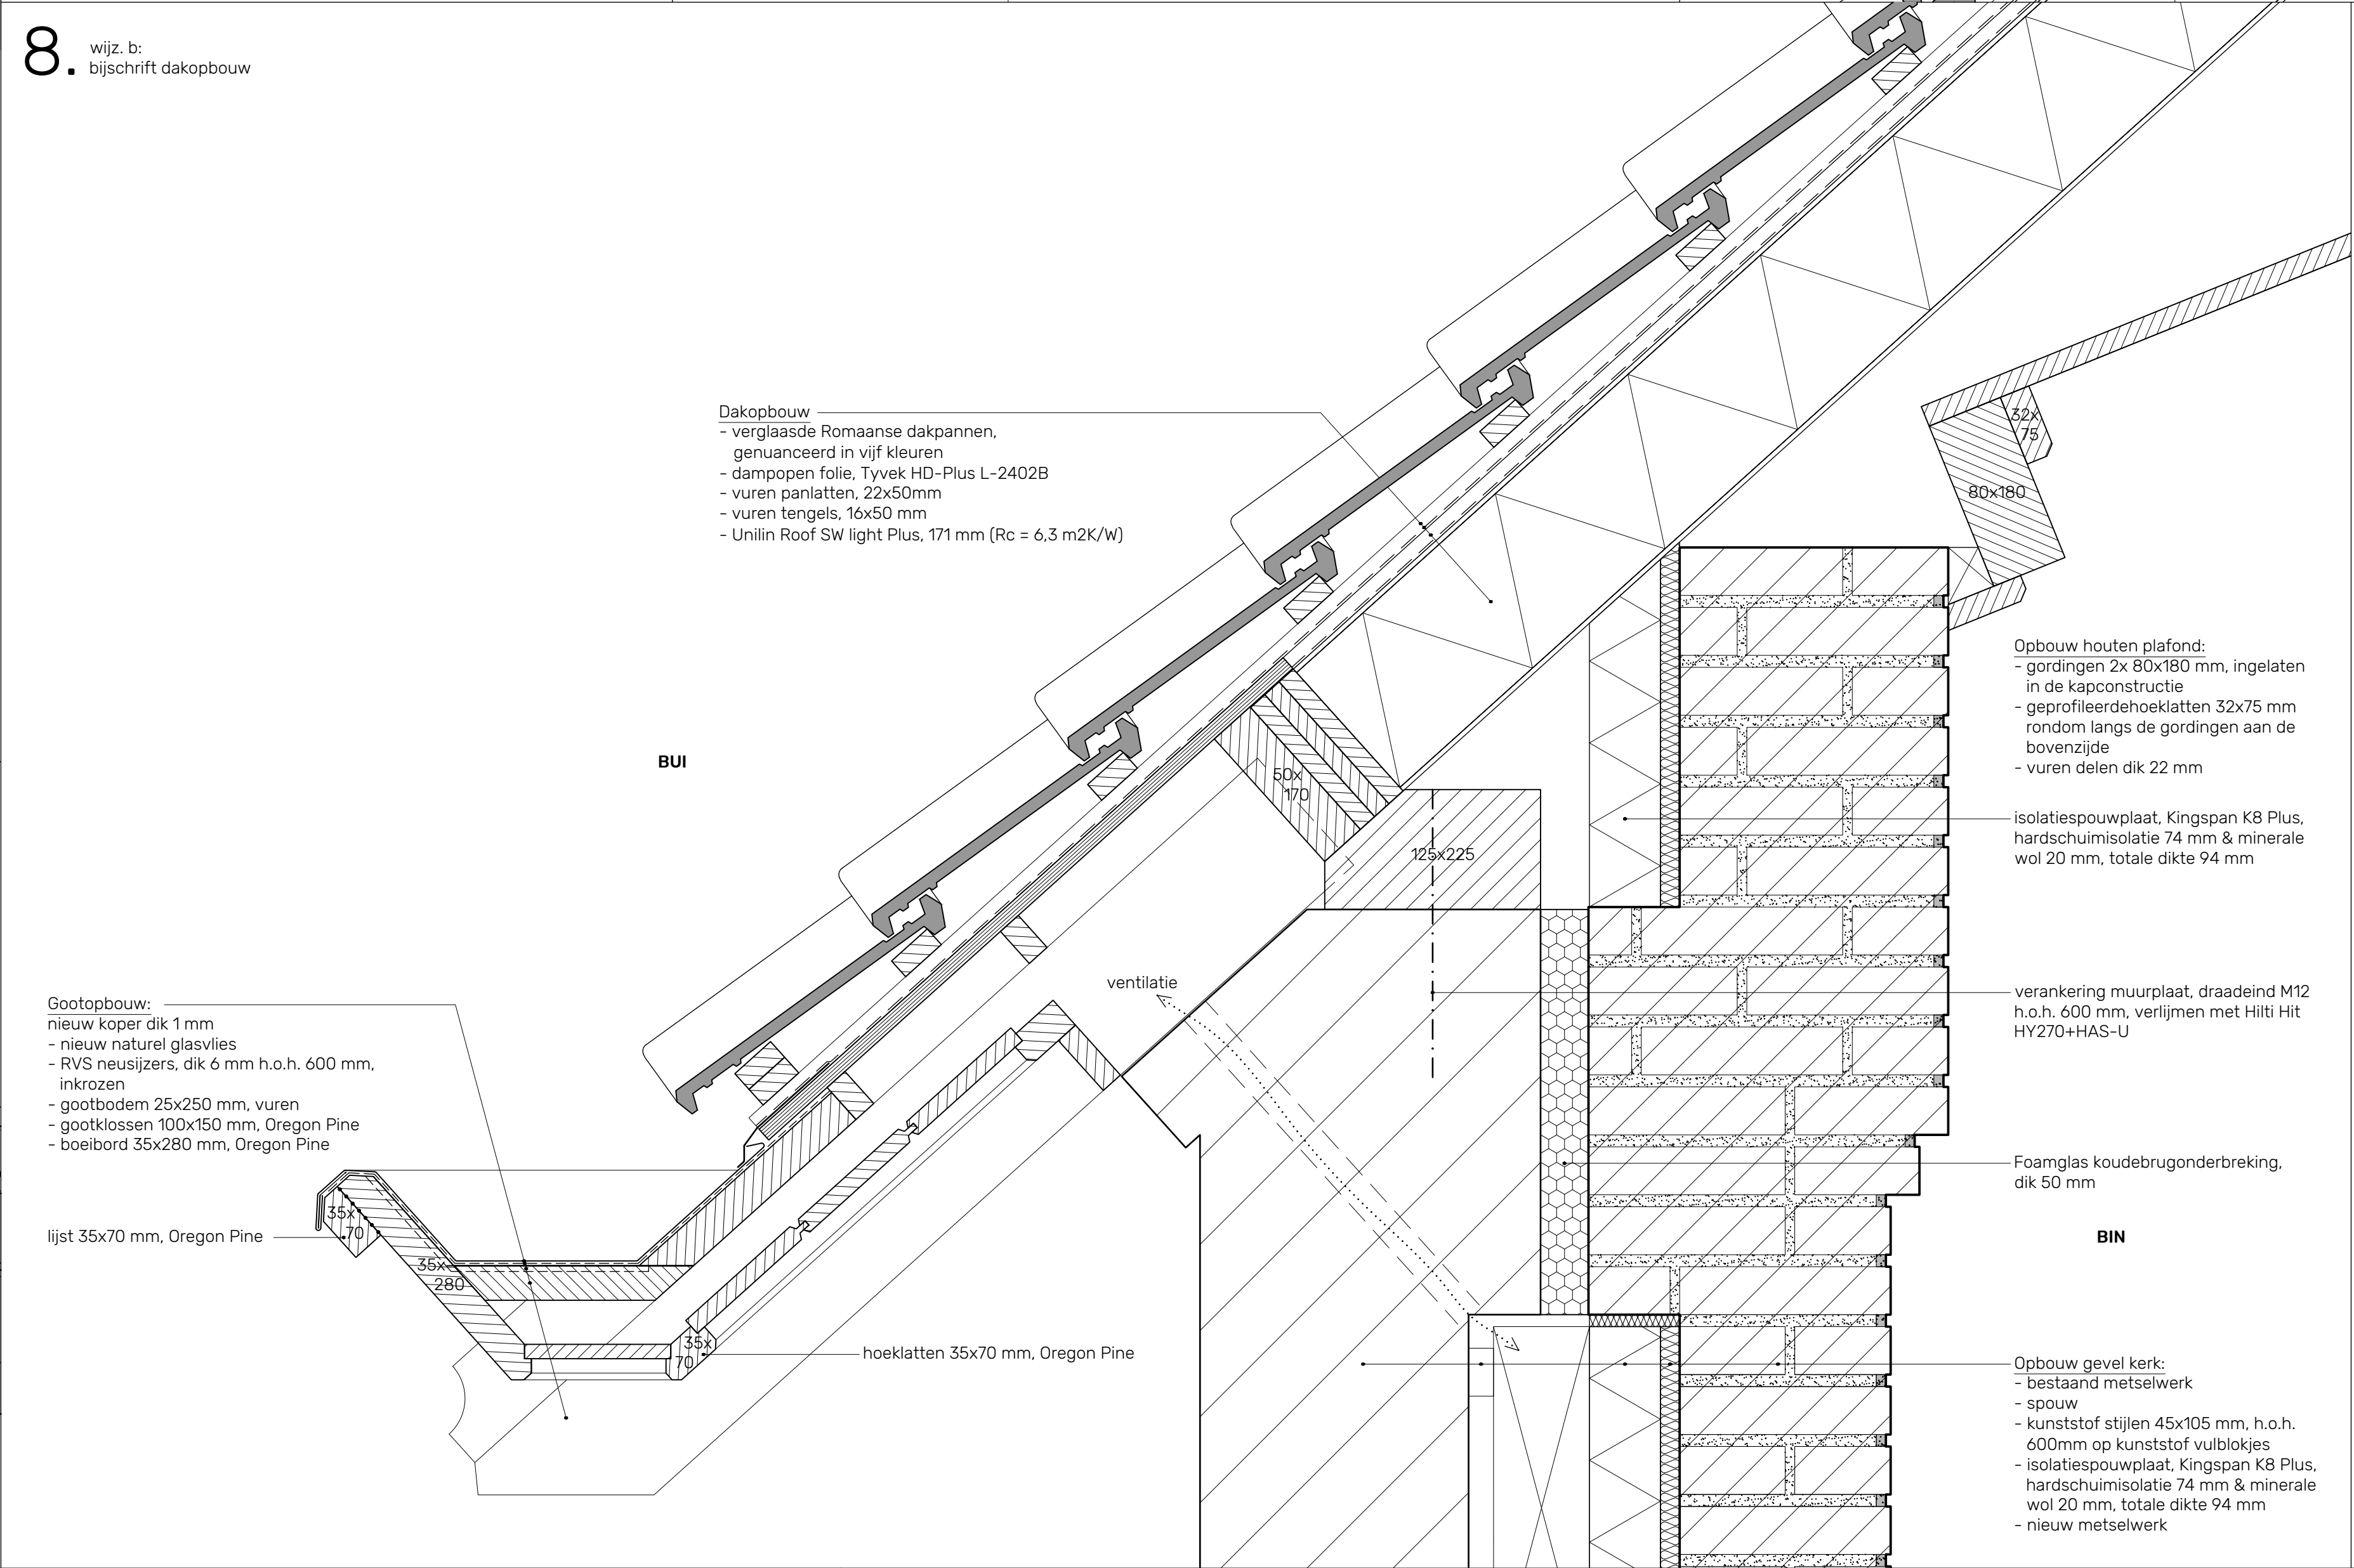 8.
wijz. b:
bijschrift dakopbouw
Dakopbouw
- verglaasde Romaanse dakpannen,
genuanceerd in vijf kleuren
- dampopen folie, Tyvek HD-Plus L-2402B
- vuren panlatten, 22x50mm
- vuren tengels, 16x50 mm
- Unilin Roof SW light Plus, 171 mm (Rc = 6,3 m2K/W)
32x
75
80x180
Opbouw houten plafond:
- gordingen 2x 80x180 mm, ingelaten
in de kapconstructie
- geprofileerdehoeklatten 32x75 mm
rondom langs de gordingen aan de
bovenzijde
- vuren delen dik 22 mm
BUI
50x
170
125x225
isolatiespouwplaat, Kingspan K8 Plus,
hardschuimisolatie 74 mm & minerale
wol 20 mm, totale dikte 94 mm
ventilatie
verankering muurplaat, draadeind M12
h.o.h. 600 mm, verlijmen met Hilti Hit
HY270+HAS-U
Gootopbouw:
nieuw koper dik 1 mm
- nieuw naturel glasvlies
- RVS neusijzers, dik 6 mm h.o.h. 600 mm,
inkrozen
- gootbodem 25x250 mm, vuren
- gootklossen 100x150 mm, Oregon Pine
- boeibord 35x280 mm, Oregon Pine
Foamglas koudebrugonderbreking,
dik 50 mm
35x
70
lijst 35x70 mm, Oregon Pine
BIN
35x
280
35x
70
hoeklatten 35x70 mm, Oregon Pine
Opbouw gevel kerk:
- bestaand metselwerk
- spouw
- kunststof stijlen 45x105 mm, h.o.h.
600mm op kunststof vulblokjes
- isolatiespouwplaat, Kingspan K8 Plus,
hardschuimisolatie 74 mm & minerale
wol 20 mm, totale dikte 94 mm
- nieuw metselwerk